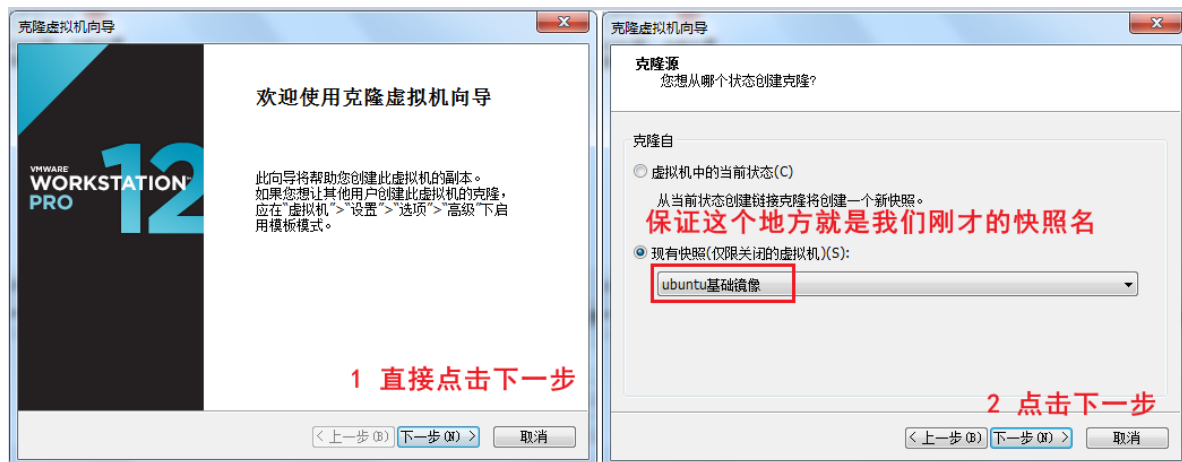 克隆虚拟机向导
欢迎使用克隆虚拟机向导
VMWARE
WORKSTATION
PRO
12
此向导将帮助您创建此虚拟机的副本。
如果您想让其他用户创建此虚拟机的克隆，
应在"虚拟机">"设置">"选项">"高级"下启
用模板模式。
1 直接点击下一步
< 上一步(B)
下一步(N) >
取消
克隆虚拟机向导
克隆源
您想从哪个状态创建克隆?
克隆自
虚拟机中的当前状态(C)
从当前状态创建链接克隆将创建一个新快照。
保证这个地方就是我们刚才的快照名
现有快照(仅限关闭的虚拟机)(S):
ubuntu基础镜像
2 点击下一步
< 上一步(B)
下一步(N) >
取消